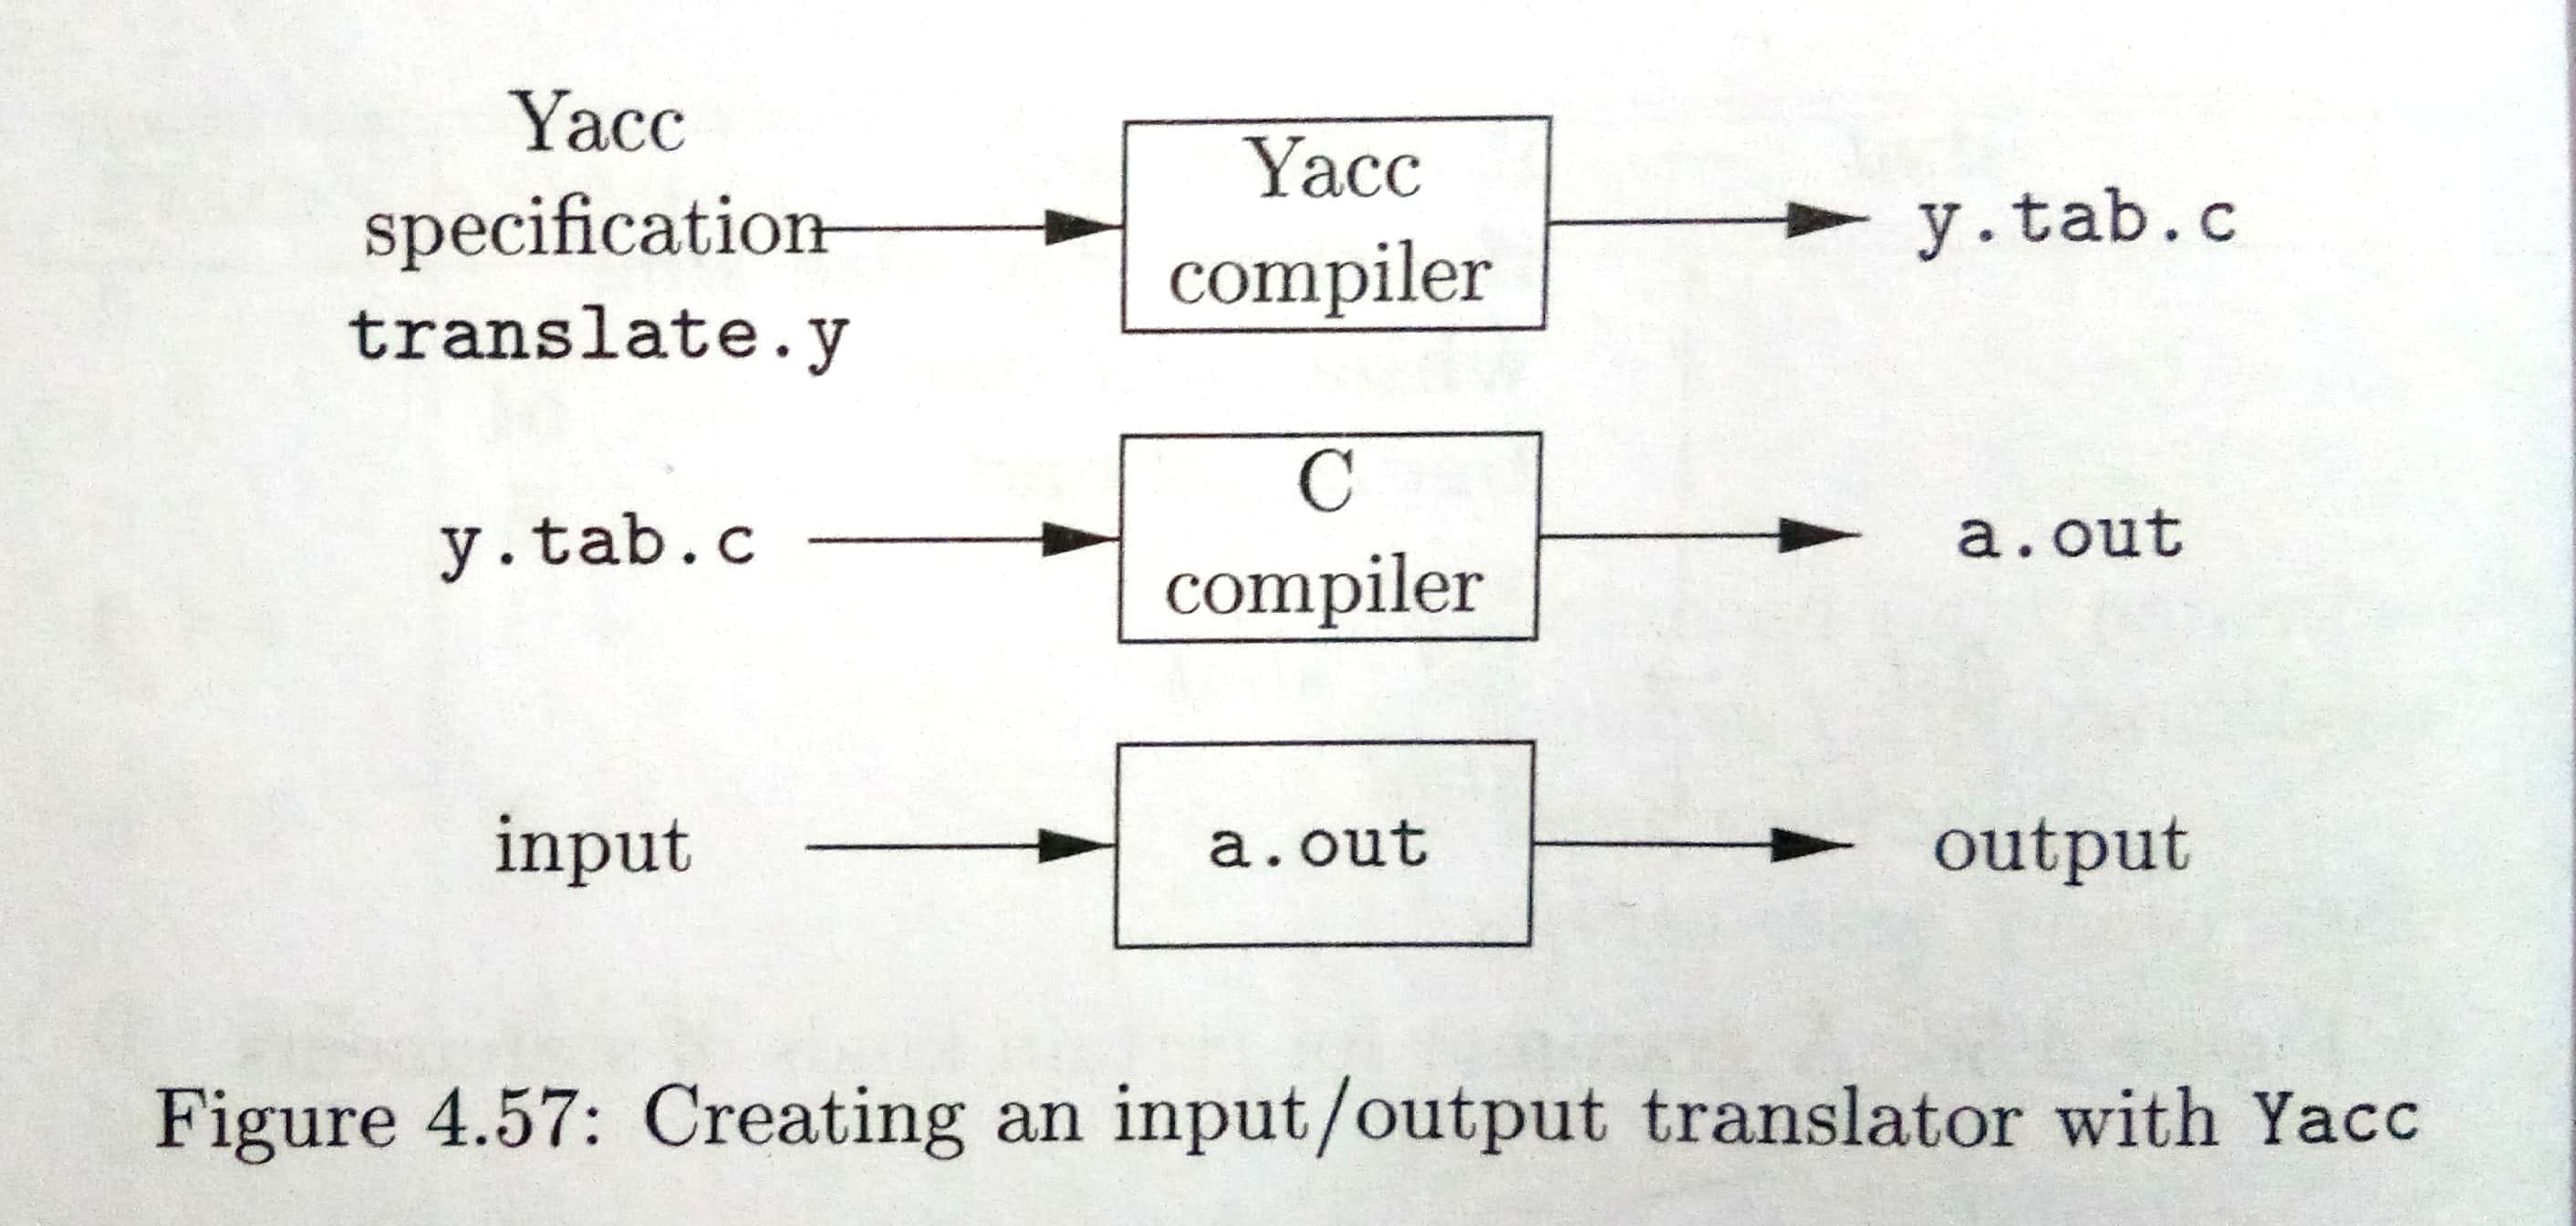 Yacc
specification
translate.y
Yacc
compiler
y.tab.c
y.tab.c
C
compiler
a.out
input
a.out
output
Figure 4.57: Creating an input/output translator with Yacc